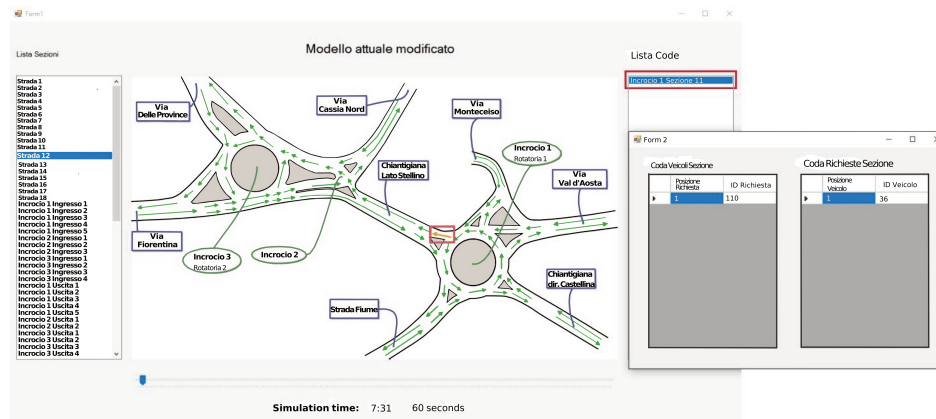 Form1
Lista Sezioni
Modello attuale modificato
Lista Code
Strada 1
Strada 2
Strada 3
Strada 4
Strada 5
Strada 6
Strada 7
Strada 8
Strada 9
Strada 10
Strada 11
Strada 12
Strada 13
Strada 14
Strada 15
Strada 16
Strada 17
Strada 18
Incrocio 1 Ingresso 1
Incrocio 1 Ingresso 2
Incrocio 1 Ingresso 3
Incrocio 1 Ingresso 4
Incrocio 1 Ingresso 5
Incrocio 2 Ingresso 1
Incrocio 2 Ingresso 2
Incrocio 2 Ingresso 3
Incrocio 3 Ingresso 1
Incrocio 3 Ingresso 2
Incrocio 3 Ingresso 3
Incrocio 3 Ingresso 4
Incrocio 1 Uscita 1
Incrocio 1 Uscita 2
Incrocio 1 Uscita 3
Incrocio 1 Uscita 4
Incrocio 1 Uscita 5
Incrocio 2 Uscita 1
Incrocio 2 Uscita 2
Incrocio 3 Uscita 1
Incrocio 3 Uscita 2
Incrocio 3 Uscita 3
Incrocio 3 Uscita 4
Via
Delle Province
Via
Cassia Nord
Via
Monteceiso
Incrocio 1
Rotatoria 1
Chiantigiana
Lato Stellino
Via
Val d'Aosta
Via
Fiorentina
Incrocio 3
Rotatoria 2
Incrocio 2
Chiantigiana
dir. Castellina
Strada Fiume
Simulation time: 7:31 60 seconds
Incrocio 1 Sezione 11
Form 2
Coda Veicoli Sezione
Posizione
Richiesta
ID Richiesta
1 110
Coda Richieste Sezione
Posizione
Veicolo
ID Veicolo
1 36